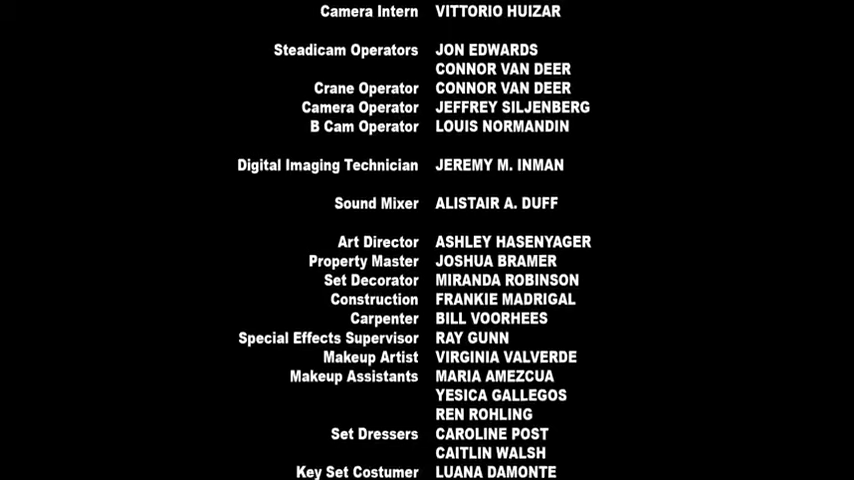 Camera Intern VITTORIO HUIZAR
Steadicam Operators JON EDWARDS
CONNOR VAN DEER
Crane Operator CONNOR VAN DEER
Camera Operator JEFFREY SILJENBERG
B Cam Operator LOUIS NORMANDIN
Digital Imaging Technician JEREMY M. INMAN
Sound Mixer ALISTAIR A. DUFF
Art Director ASHLEY HASENYAGER
Property Master JOSHUA BRAMER
Set Decorator MIRANDA ROBINSON
Construction FRANKIE MADRIGAL
Carpenter BILL VOORHEES
Special Effects Supervisor RAY GUNN
Makeup Artist VIRGINIA VALVERDE
Makeup Assistants MARIA AMEZCUA
YESICA GALLEGOS
REN ROHLING
Set Dressers CAROLINE POST
CAITLIN WALSH
Key Set Costumer LUANA DAMONTE